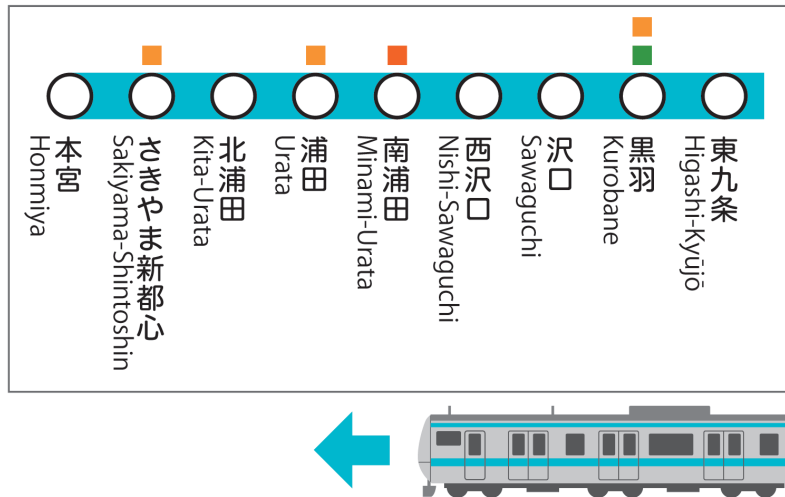 本宮
Honmiya
さきやま新都心
Sakiyama-Shintoshin
北浦田
Kita-Urata
浦田
Urata
南浦田
Minami-Urata
西沢口
Nishi-Sawaguchi
沢口
Sawaguchi
黒羽
Kurobane
東九条
Higashi-Kyūjō